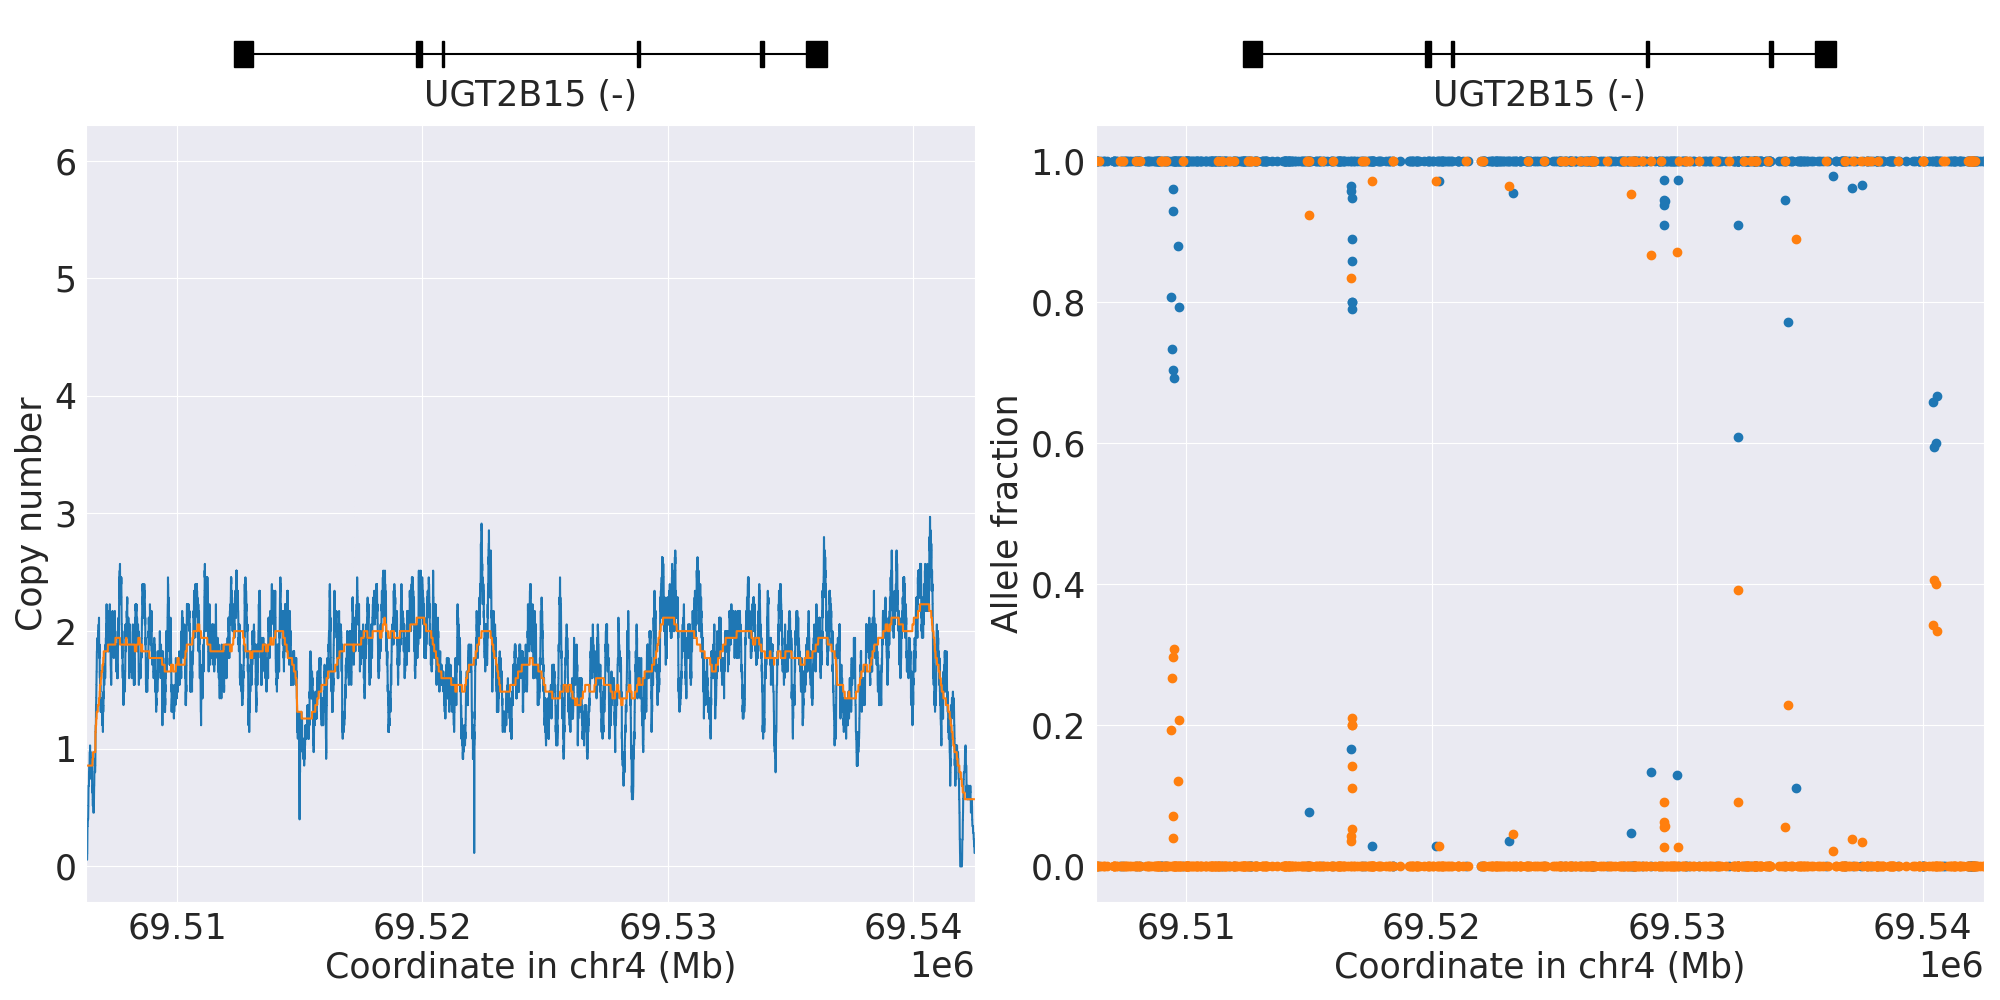 UGT2B15 (-)
UGT2B15 (-)
6
5
4
3
2
1
0
Copy number
69.51
69.52
69.53
69.54
Coordinate in chr4 (Mb)
1e6
1.0
0.8
0.6
0.4
0.2
0.0
Allele fraction
69.51
69.52
69.53
69.54
Coordinate in chr4 (Mb)
1e6